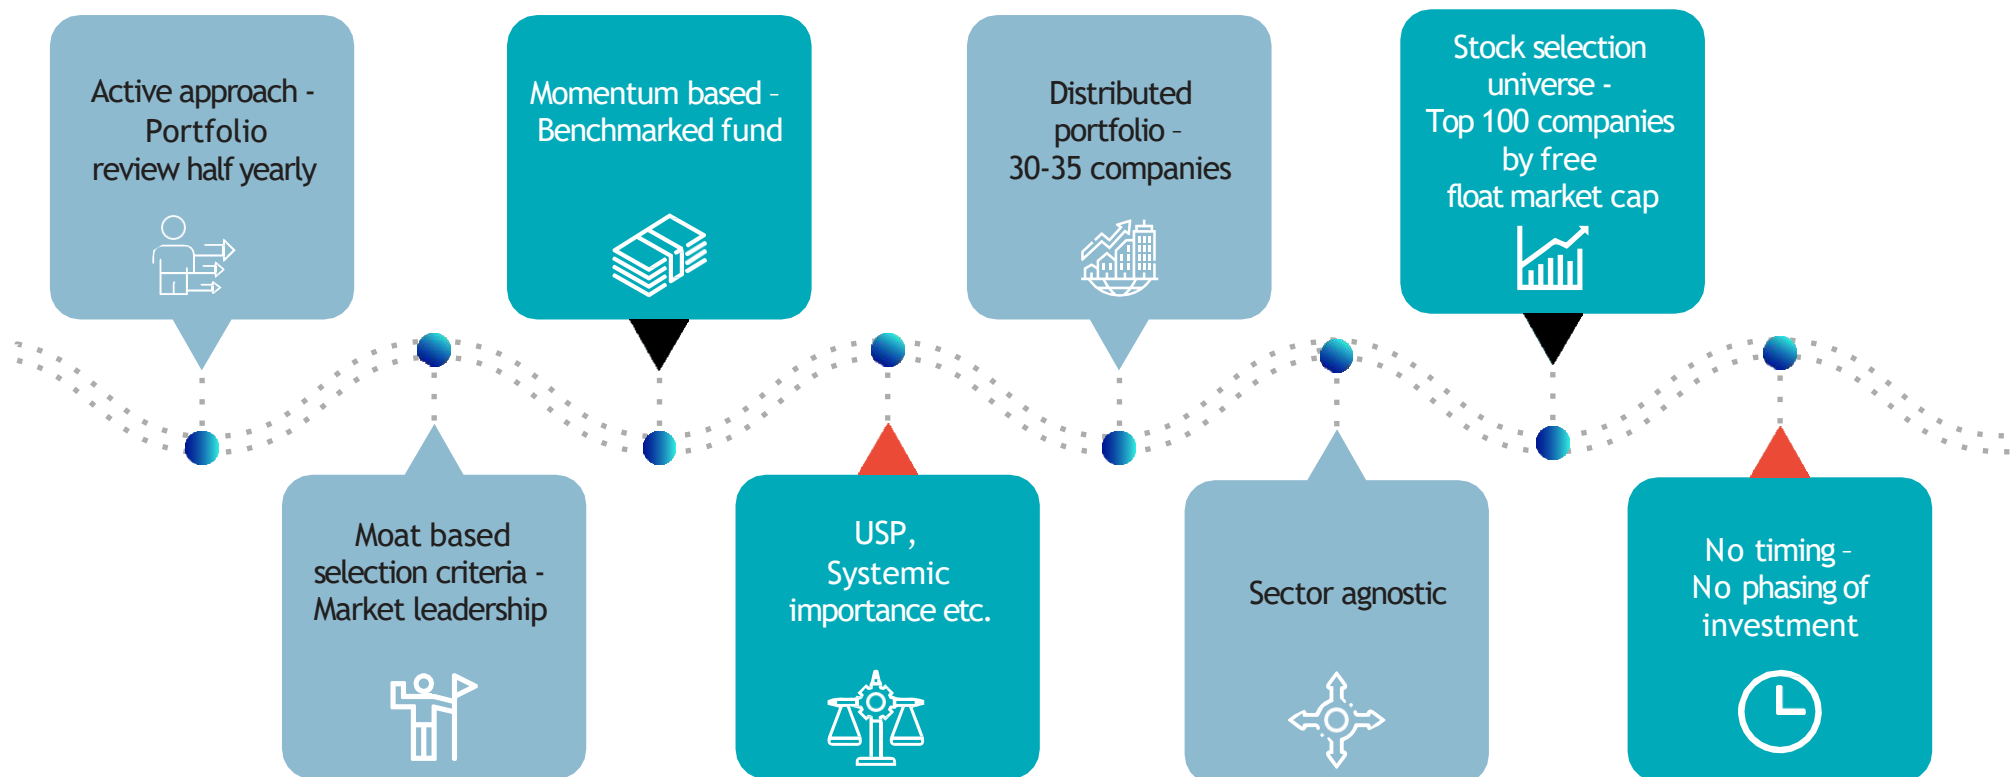 Active approach -
Portfolio
review half yearly
Momentum based –
Benchmarked fund
Distributed
portfolio –
30-35 companies
Stock selection
universe -
Top 100 companies
by free
float market cap
Moat based
selection criteria -
Market leadership
USP,
Systemic
importance etc.
Sector agnostic
No timing –
No phasing of
investment